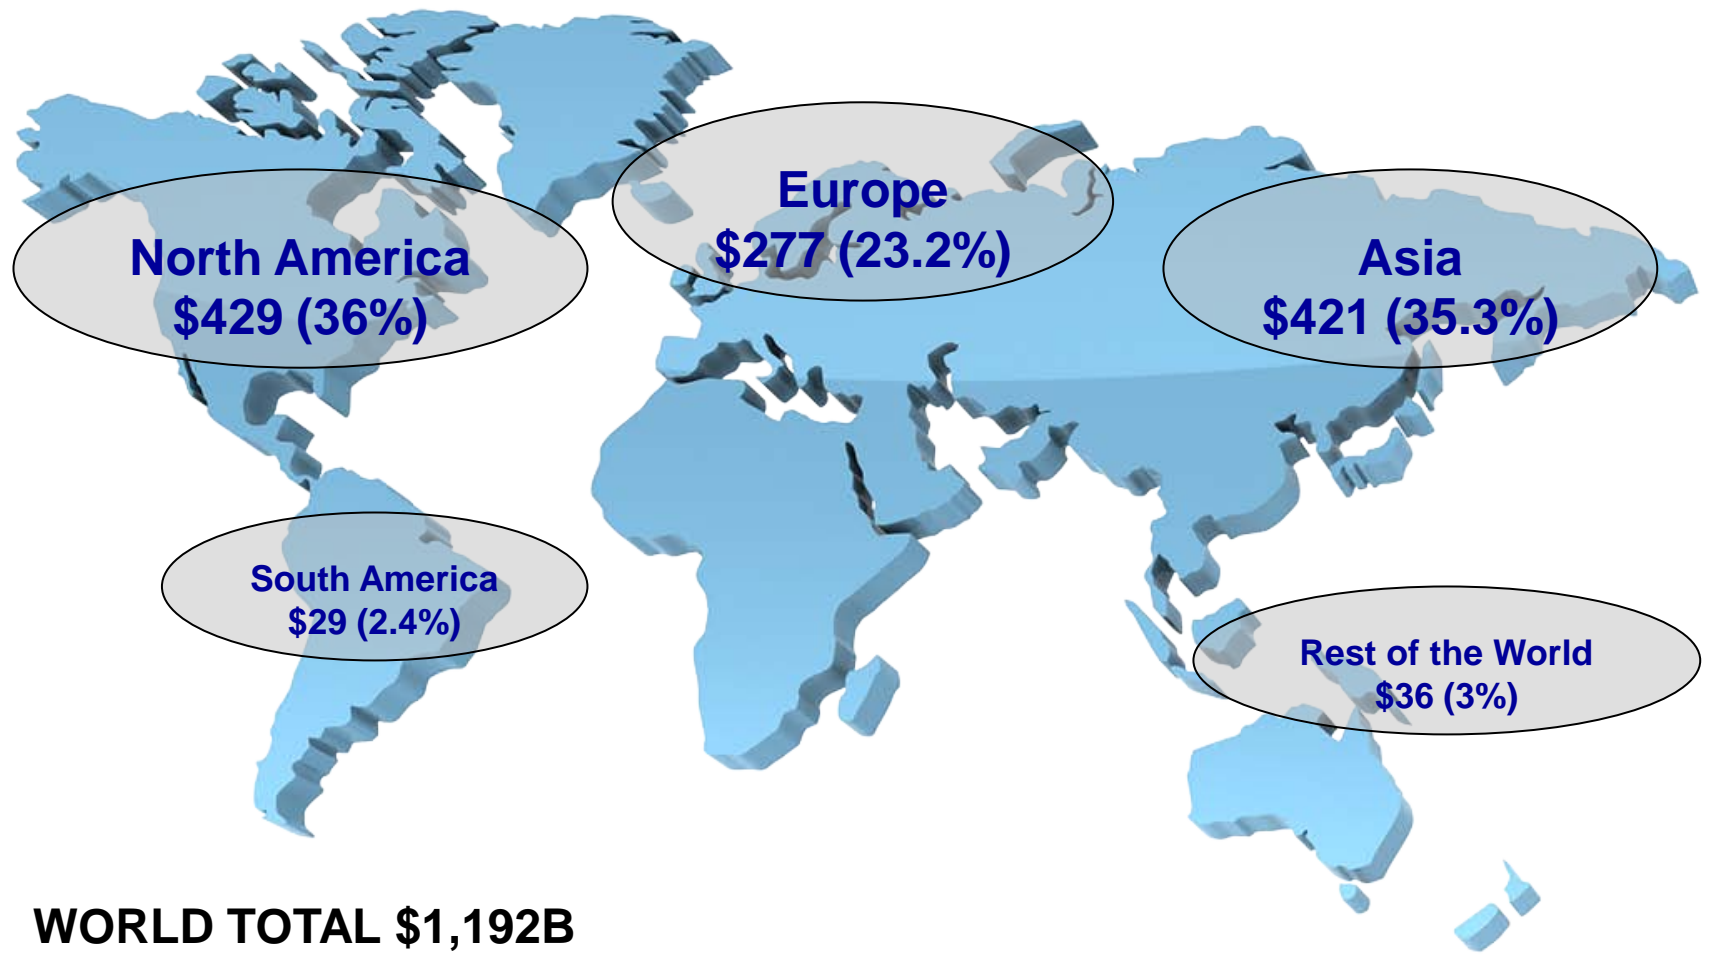 Europe
$277 (23.2%)
North America
$429 (36%)
Asia
$421 (35.3%)
South America
$29 (2.4%)
Rest of the World
$36 (3%)
WORLD TOTAL $1,192B